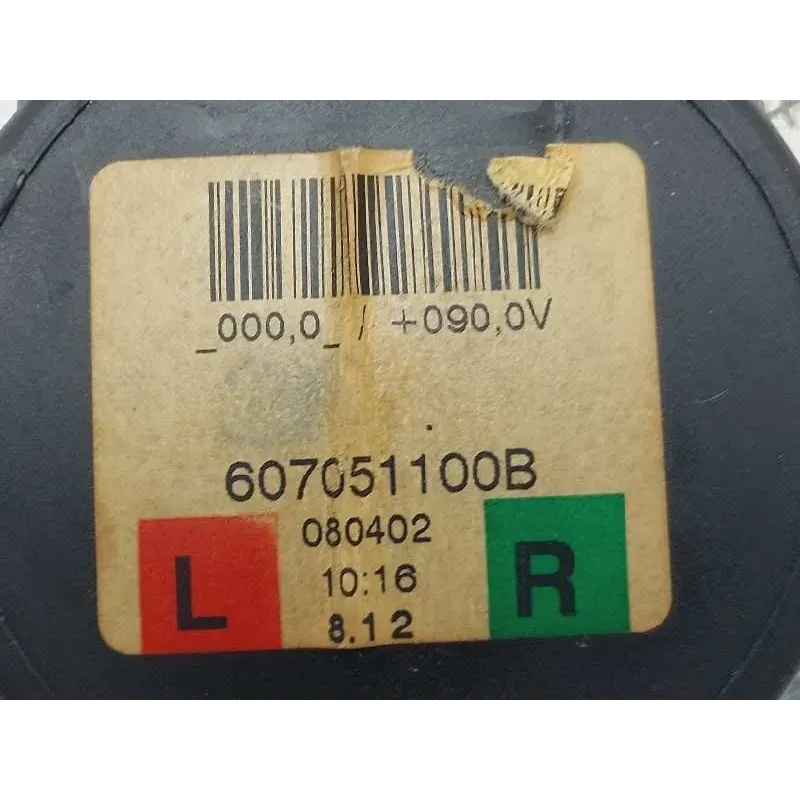 _000,0_ / +090,0V
607051100B
080402
L 10:16 R
8.12